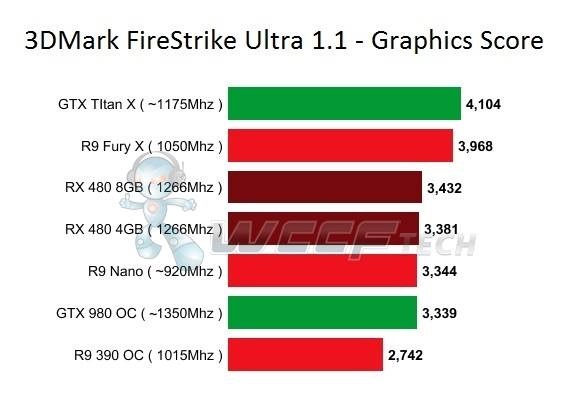 3DMark FireStrike Ultra 1.1 - Graphics Score
GTX TItan X ( ~1175Mhz ) 4,104
R9 Fury X ( 1050Mhz ) 3,968
RX 480 8GB ( 1266Mhz ) 3,432
RX 480 4GB ( 1266Mhz ) 3,381
WCCF TECH
R9 Nano ( ~920Mhz ) 3,344
GTX 980 OC ( ~1350Mhz ) 3,339
R9 390 OC ( 1015Mhz ) 2,742